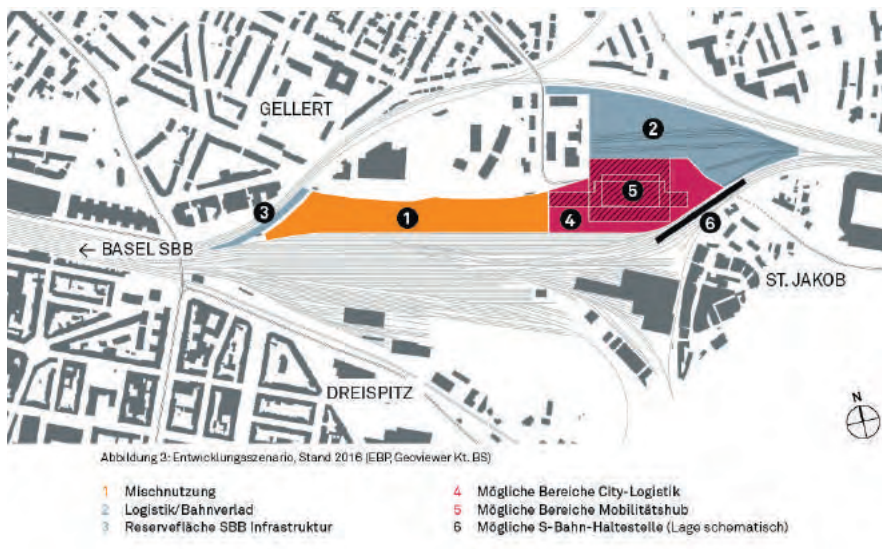 GELLERT
2
5
3
1
4
6
← BASEL SBB
ST. JAKOB
DREISPITZ
N
Abbildung 3: Entwicklungsszenario, Stand 2016 (EBP, Geoviewer Kt. BS)
1 Mischnutzung
2 Logistik/Bahnverlad
3 Reservefläche SBB Infrastruktur
4 Mögliche Bereiche City-Logistik
5 Mögliche Bereiche Mobilitätshub
6 Mögliche S-Bahn-Haltestelle (Lage schematisch)